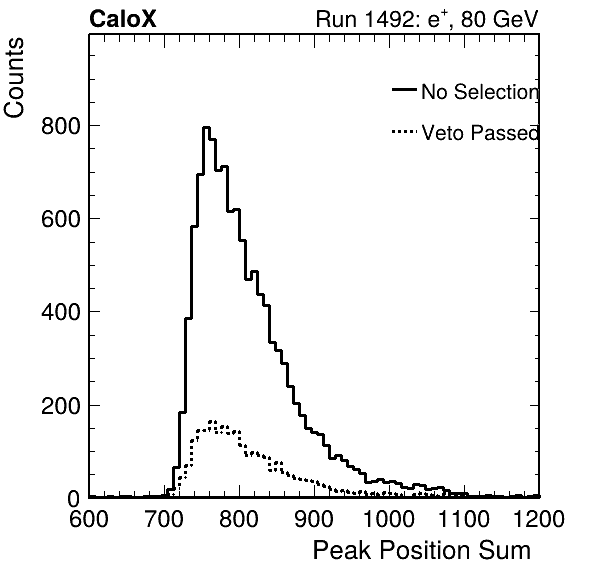 CaloX Run 1492: e+, 80 GeV
Counts
No Selection
Veto Passed
800
600
400
200
0
600 700 800 900 1000 1100 1200
Peak Position Sum